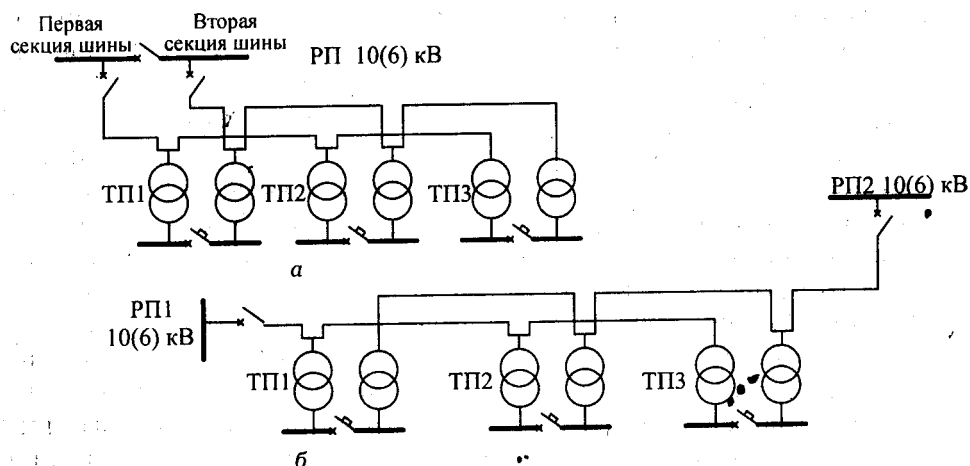 Первая
секция шины
Вторая
секция шины
РП 10(6) кВ
ТП1
ТП2
ТП3
РП2 10(6) кВ
а
РП1
10(6) кВ
ТП1
ТП2
ТП3
б